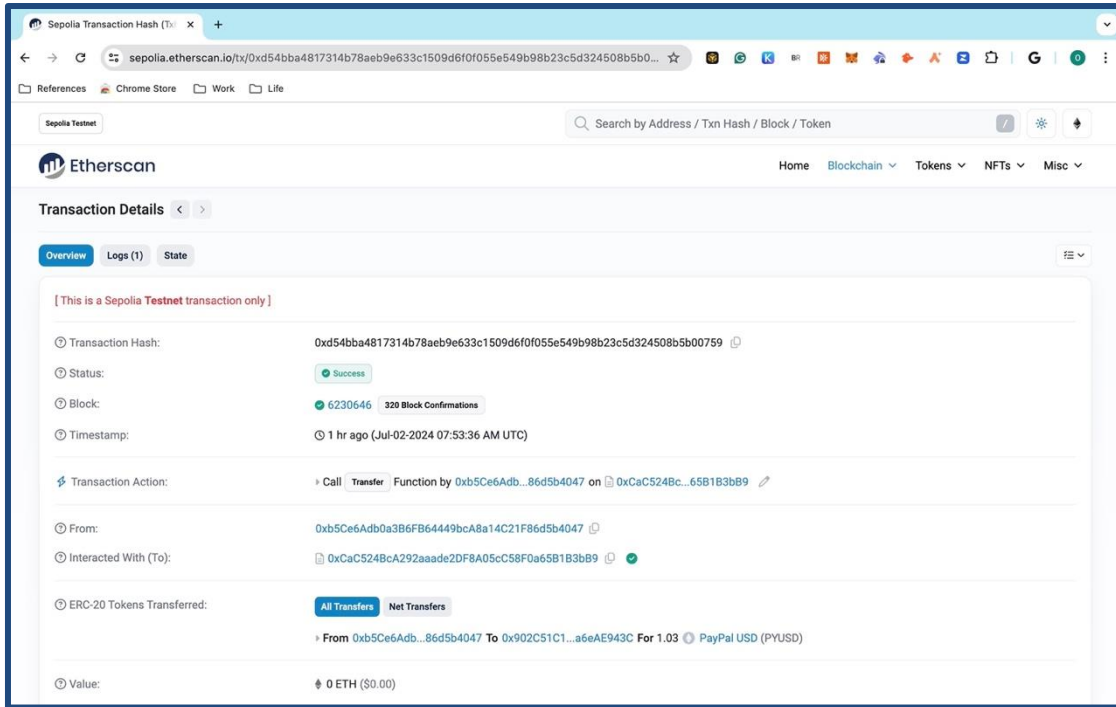 Sepolia Transaction Hash (Tx
sepolia.etherscan.io/tx/0xd54bba4817314b78aeb9e633c1509d6f0f055e549b98b23c5d324508b5b0...
BR
G
O
References Chrome Store Work Life
Sepolia Testnet
Search by Address / Txn Hash / Block / Token
/
Etherscan
Home Blockchain Tokens NFTs Misc
Transaction Details
Overview Logs (1) State
[ This is a Sepolia Testnet transaction only ]
Transaction Hash: 0xd54bba4817314b78aeb9e633c1509d6f0f055e549b98b23c5d324508b5b00759
Status: Success
Block: 6230646 320 Block Confirmations
Timestamp: 1 hr ago (Jul-02-2024 07:53:36 AM UTC)
Transaction Action: Call Transfer Function by 0xb5Ce6Adb...86d5b4047 on 0xCaC524Bc...65B1B3bB9
From: 0xb5Ce6Adb0a3B6FB64449bcA8a14C21F86d5b4047
Interacted With (To): 0xCaC524BcA292aaade2DF8A05cC58F0a65B1B3bB9
ERC-20 Tokens Transferred: All Transfers Net Transfers
From 0xb5Ce6Adb...86d5b4047 To 0x902C51C1...a6eAE943C For 1.03 PayPal USD (PYUSD)
Value: 0 ETH ($0.00)